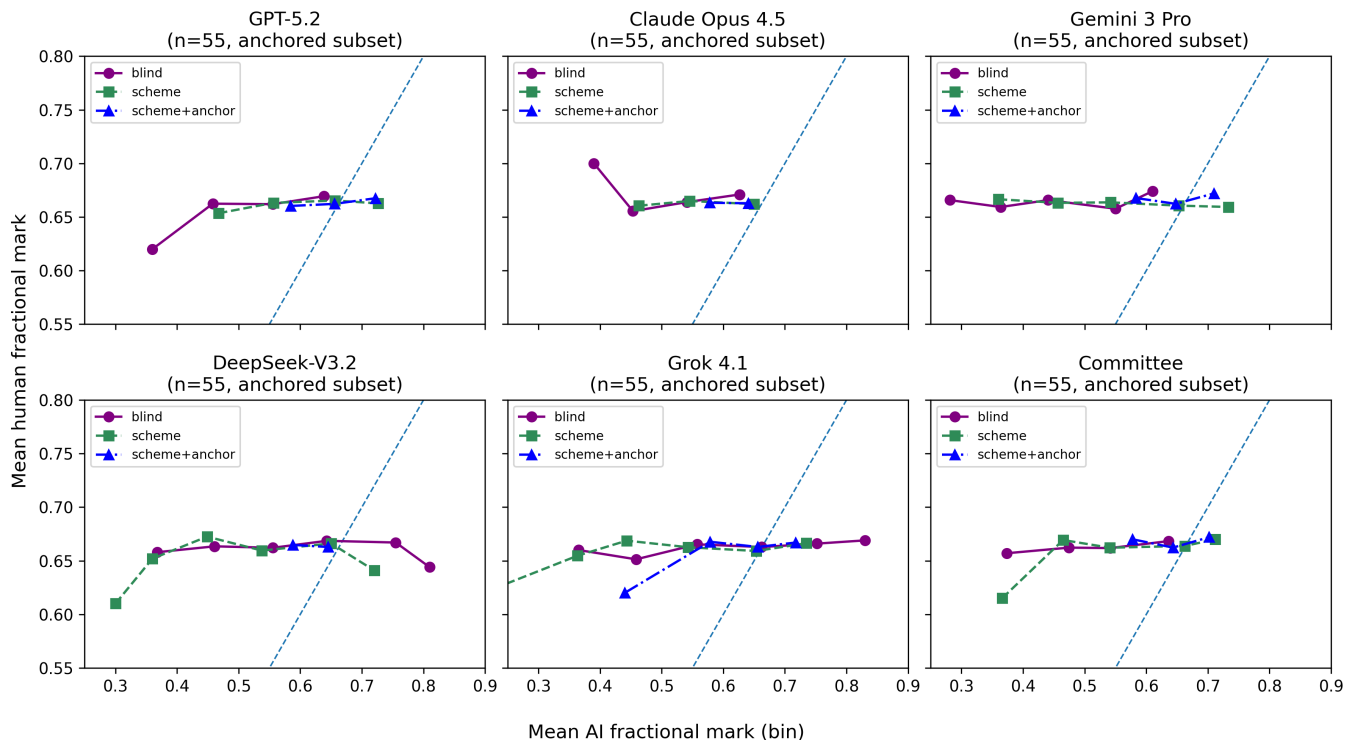 GPT-5.2
(n=55, anchored subset)
Claude Opus 4.5
(n=55, anchored subset)
Gemini 3 Pro
(n=55, anchored subset)
0.80
0.75
0.70
0.65
0.60
0.55
blind
scheme
scheme+anchor
blind
scheme
scheme+anchor
blind
scheme
scheme+anchor
0.3
0.4
0.5
0.6
0.7
0.8
0.9
0.3
0.4
0.5
0.6
0.7
0.8
0.9
Mean human fractional mark
DeepSeek-V3.2
(n=55, anchored subset)
Grok 4.1
(n=55, anchored subset)
Committee
(n=55, anchored subset)
0.80
0.75
0.70
0.65
0.60
0.55
blind
scheme
scheme+anchor
blind
scheme
scheme+anchor
blind
scheme
scheme+anchor
0.3
0.4
0.5
0.6
0.7
0.8
0.9
Mean AI fractional mark (bin)